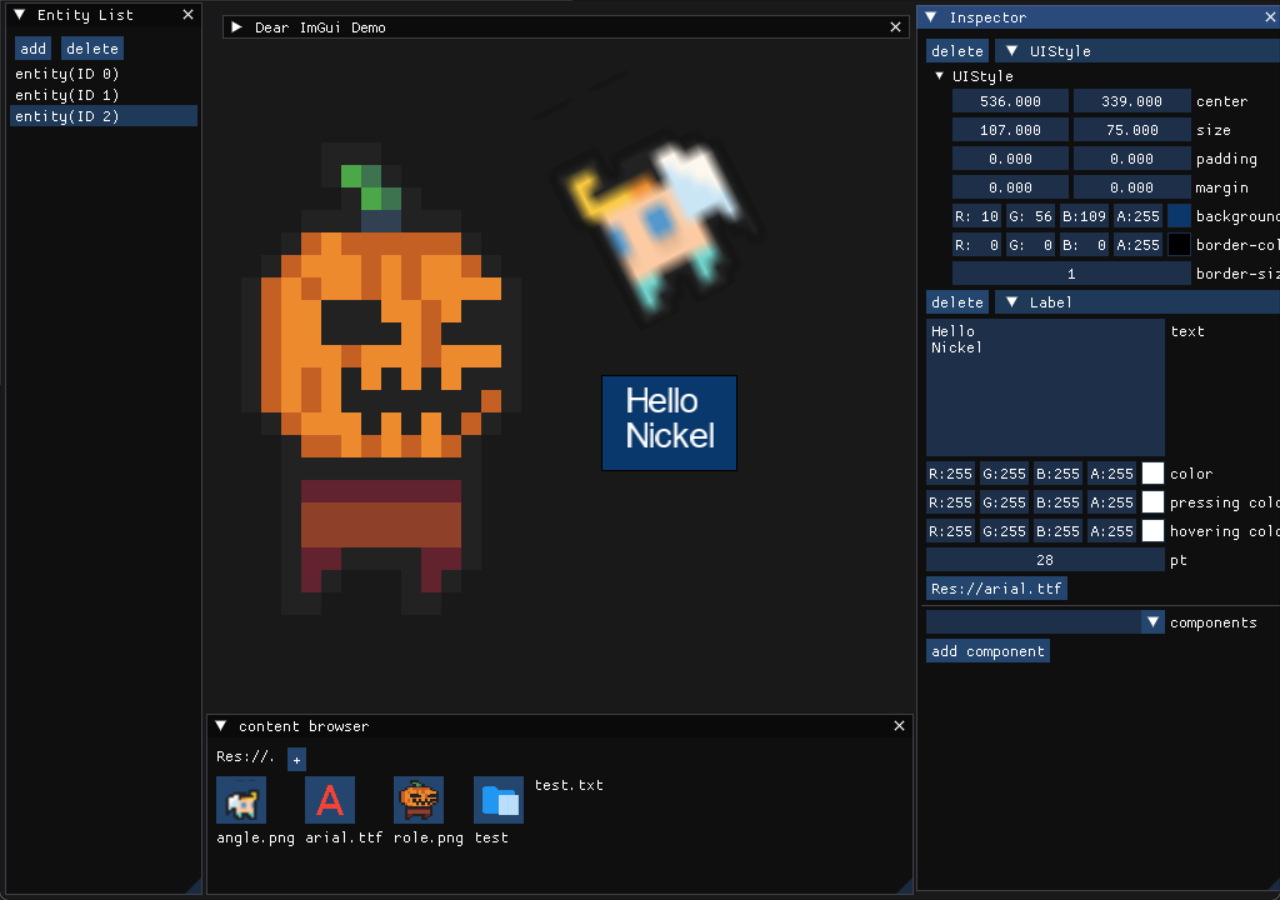 Entity List
add delete
entity(ID 0)
entity(ID 1)
entity(ID 2)
Dear ImGui Demo
Hello
Nickel
content browser
Res://. +
test.txt
angle.png arial.ttf role.png test
Inspector
delete UIStyle
UIStyle
536.000 339.000 center
107.000 75.000 size
0.000 0.000 padding
0.000 0.000 margin
R: 10 G: 56 B:109 A:255 background
R: 0 G: 0 B: 0 A:255 border-col
1 border-siz
delete Label
Hello text
Nickel
R:255 G:255 B:255 A:255 color
R:255 G:255 B:255 A:255 pressing colo
R:255 G:255 B:255 A:255 hovering colo
28 pt
Res://arial.ttf
components
add component